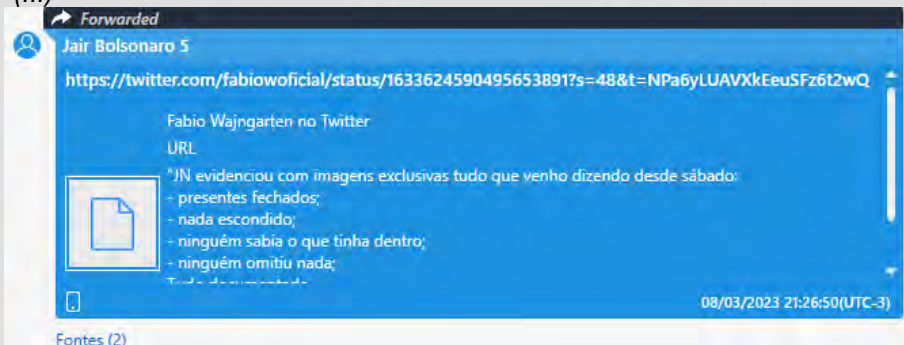 (...)
Forwarded
Jair Bolsonaro 5
https://twitter.com/fabiowoficial/status/1633624590495653891?s=48&t=NPa6yLUAVXkEeuSFz6t2wQ
Fabio Wajngarten no Twitter
URL
"JN evidenciou com imagens exclusivas tudo que venho dizendo desde sábado:
- presentes fechados;
- nada escondido;
- ninguém sabia o que tinha dentro;
- ninguém omitiu nada;
08/03/2023 21:26:50(UTC-3)
Fontes (2)